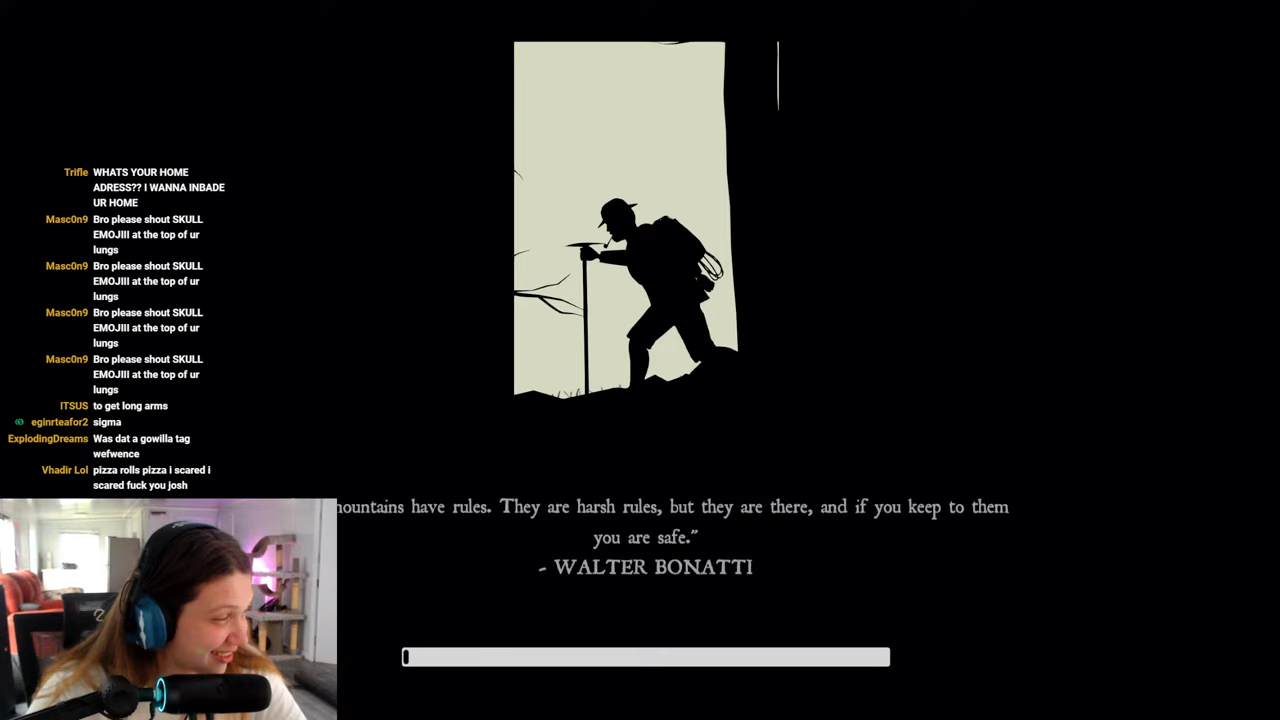 Trifle WHATS YOUR HOME
ADRESS?? I WANNA INBADE
UR HOME
Masc0n9 Bro please shout SKULL
EMOJIII at the top of ur
lungs
Masc0n9 Bro please shout SKULL
EMOJIII at the top of ur
lungs
Masc0n9 Bro please shout SKULL
EMOJIII at the top of ur
lungs
Masc0n9 Bro please shout SKULL
EMOJIII at the top of ur
lungs
ITSUS to get long arms
eginrteafor2 sigma
ExplodingDreams Was dat a gowilla tag
wefwence
Vhadir Lol pizza rolls pizza i scared i
scared fuck you josh
mountains have rules. They are harsh rules, but they are there, and if you keep to them
you are safe.”
- WALTER BONATTI